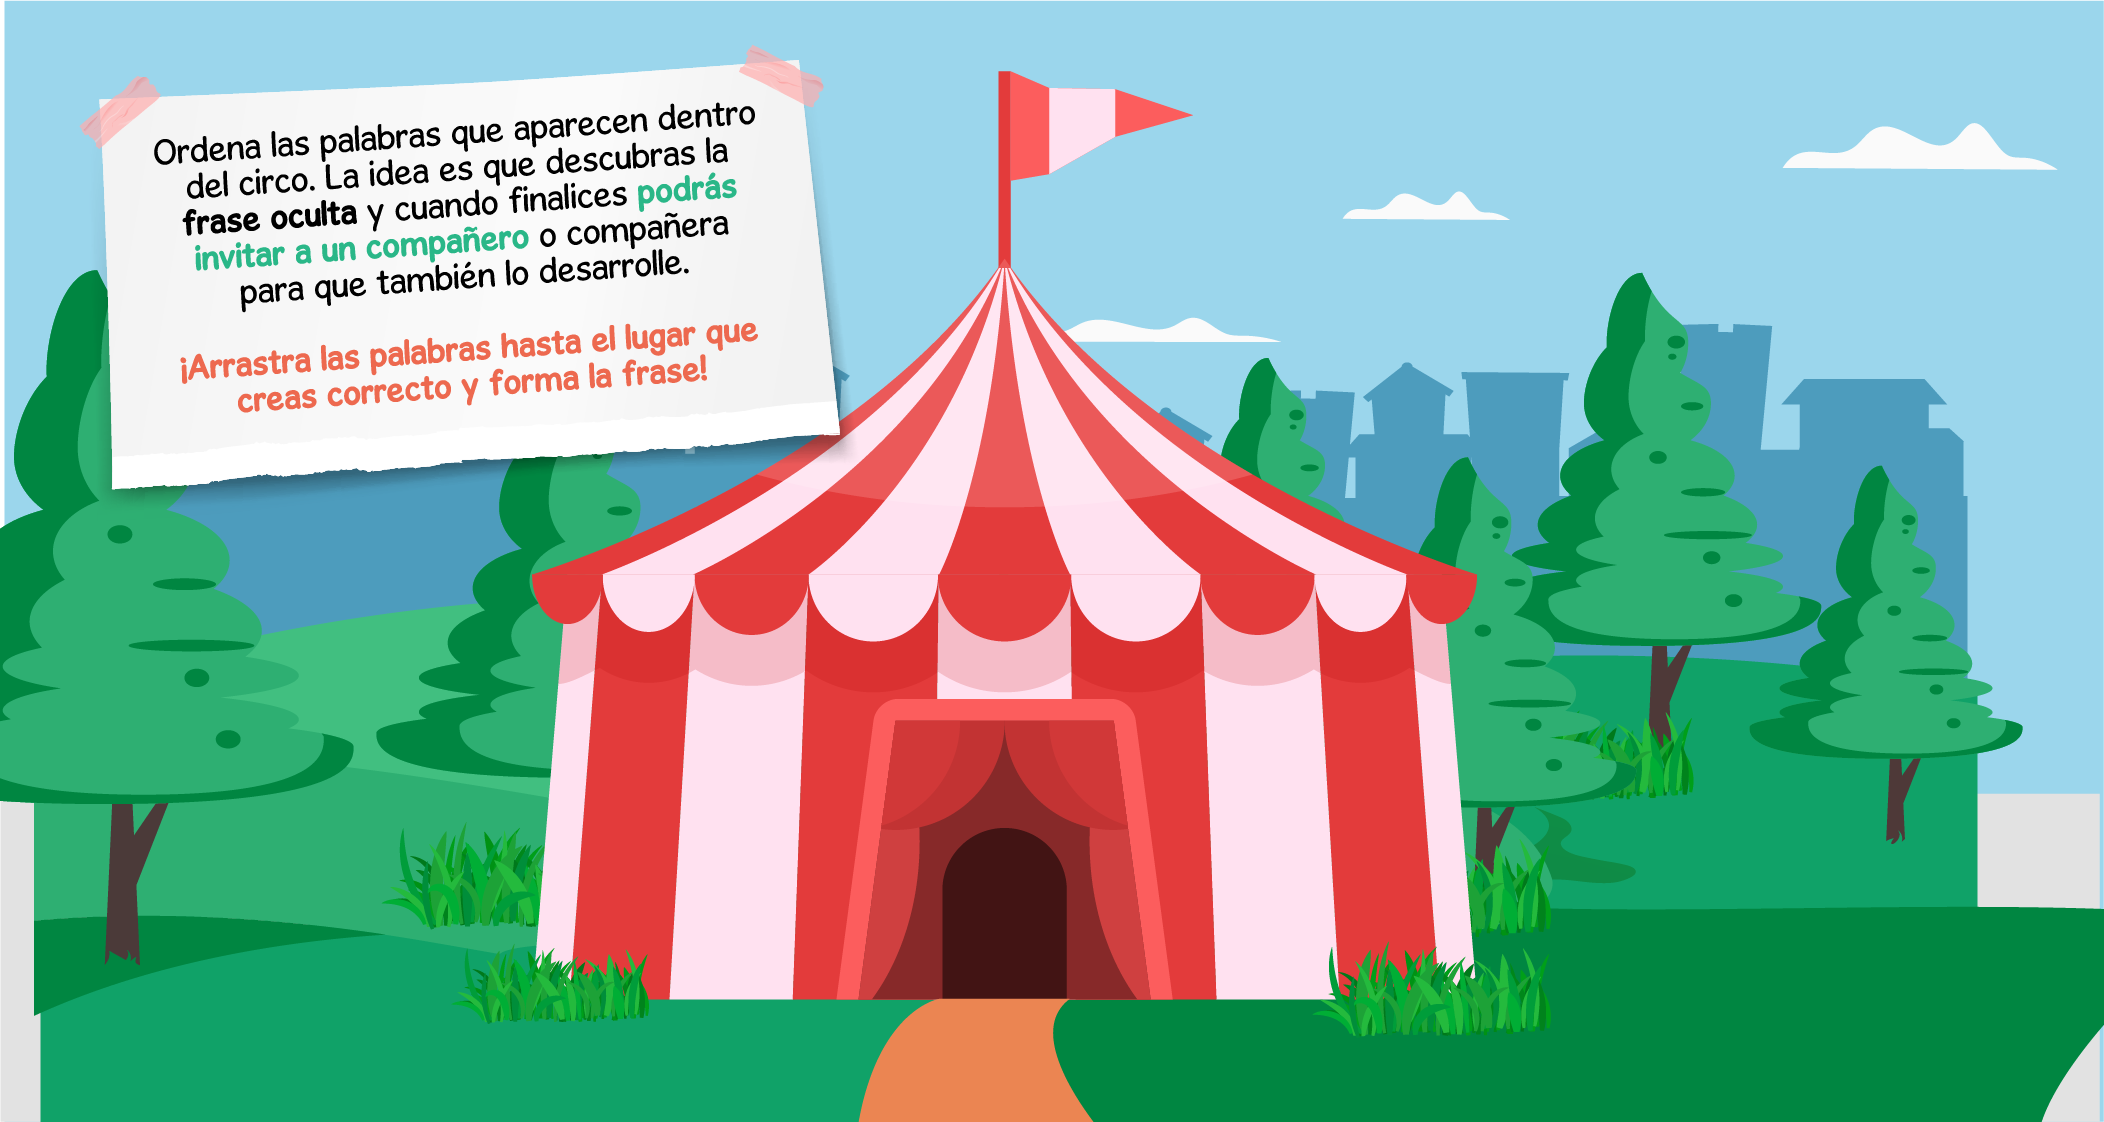 Ordena las palabras que aparecen dentro
del circo. La idea es que descubras la
frase oculta y cuando finalices podrás
invitar a un compañero o compañera
para que también lo desarrolle.
¡Arrastra las palabras hasta el lugar que
creas correcto y forma la frase!